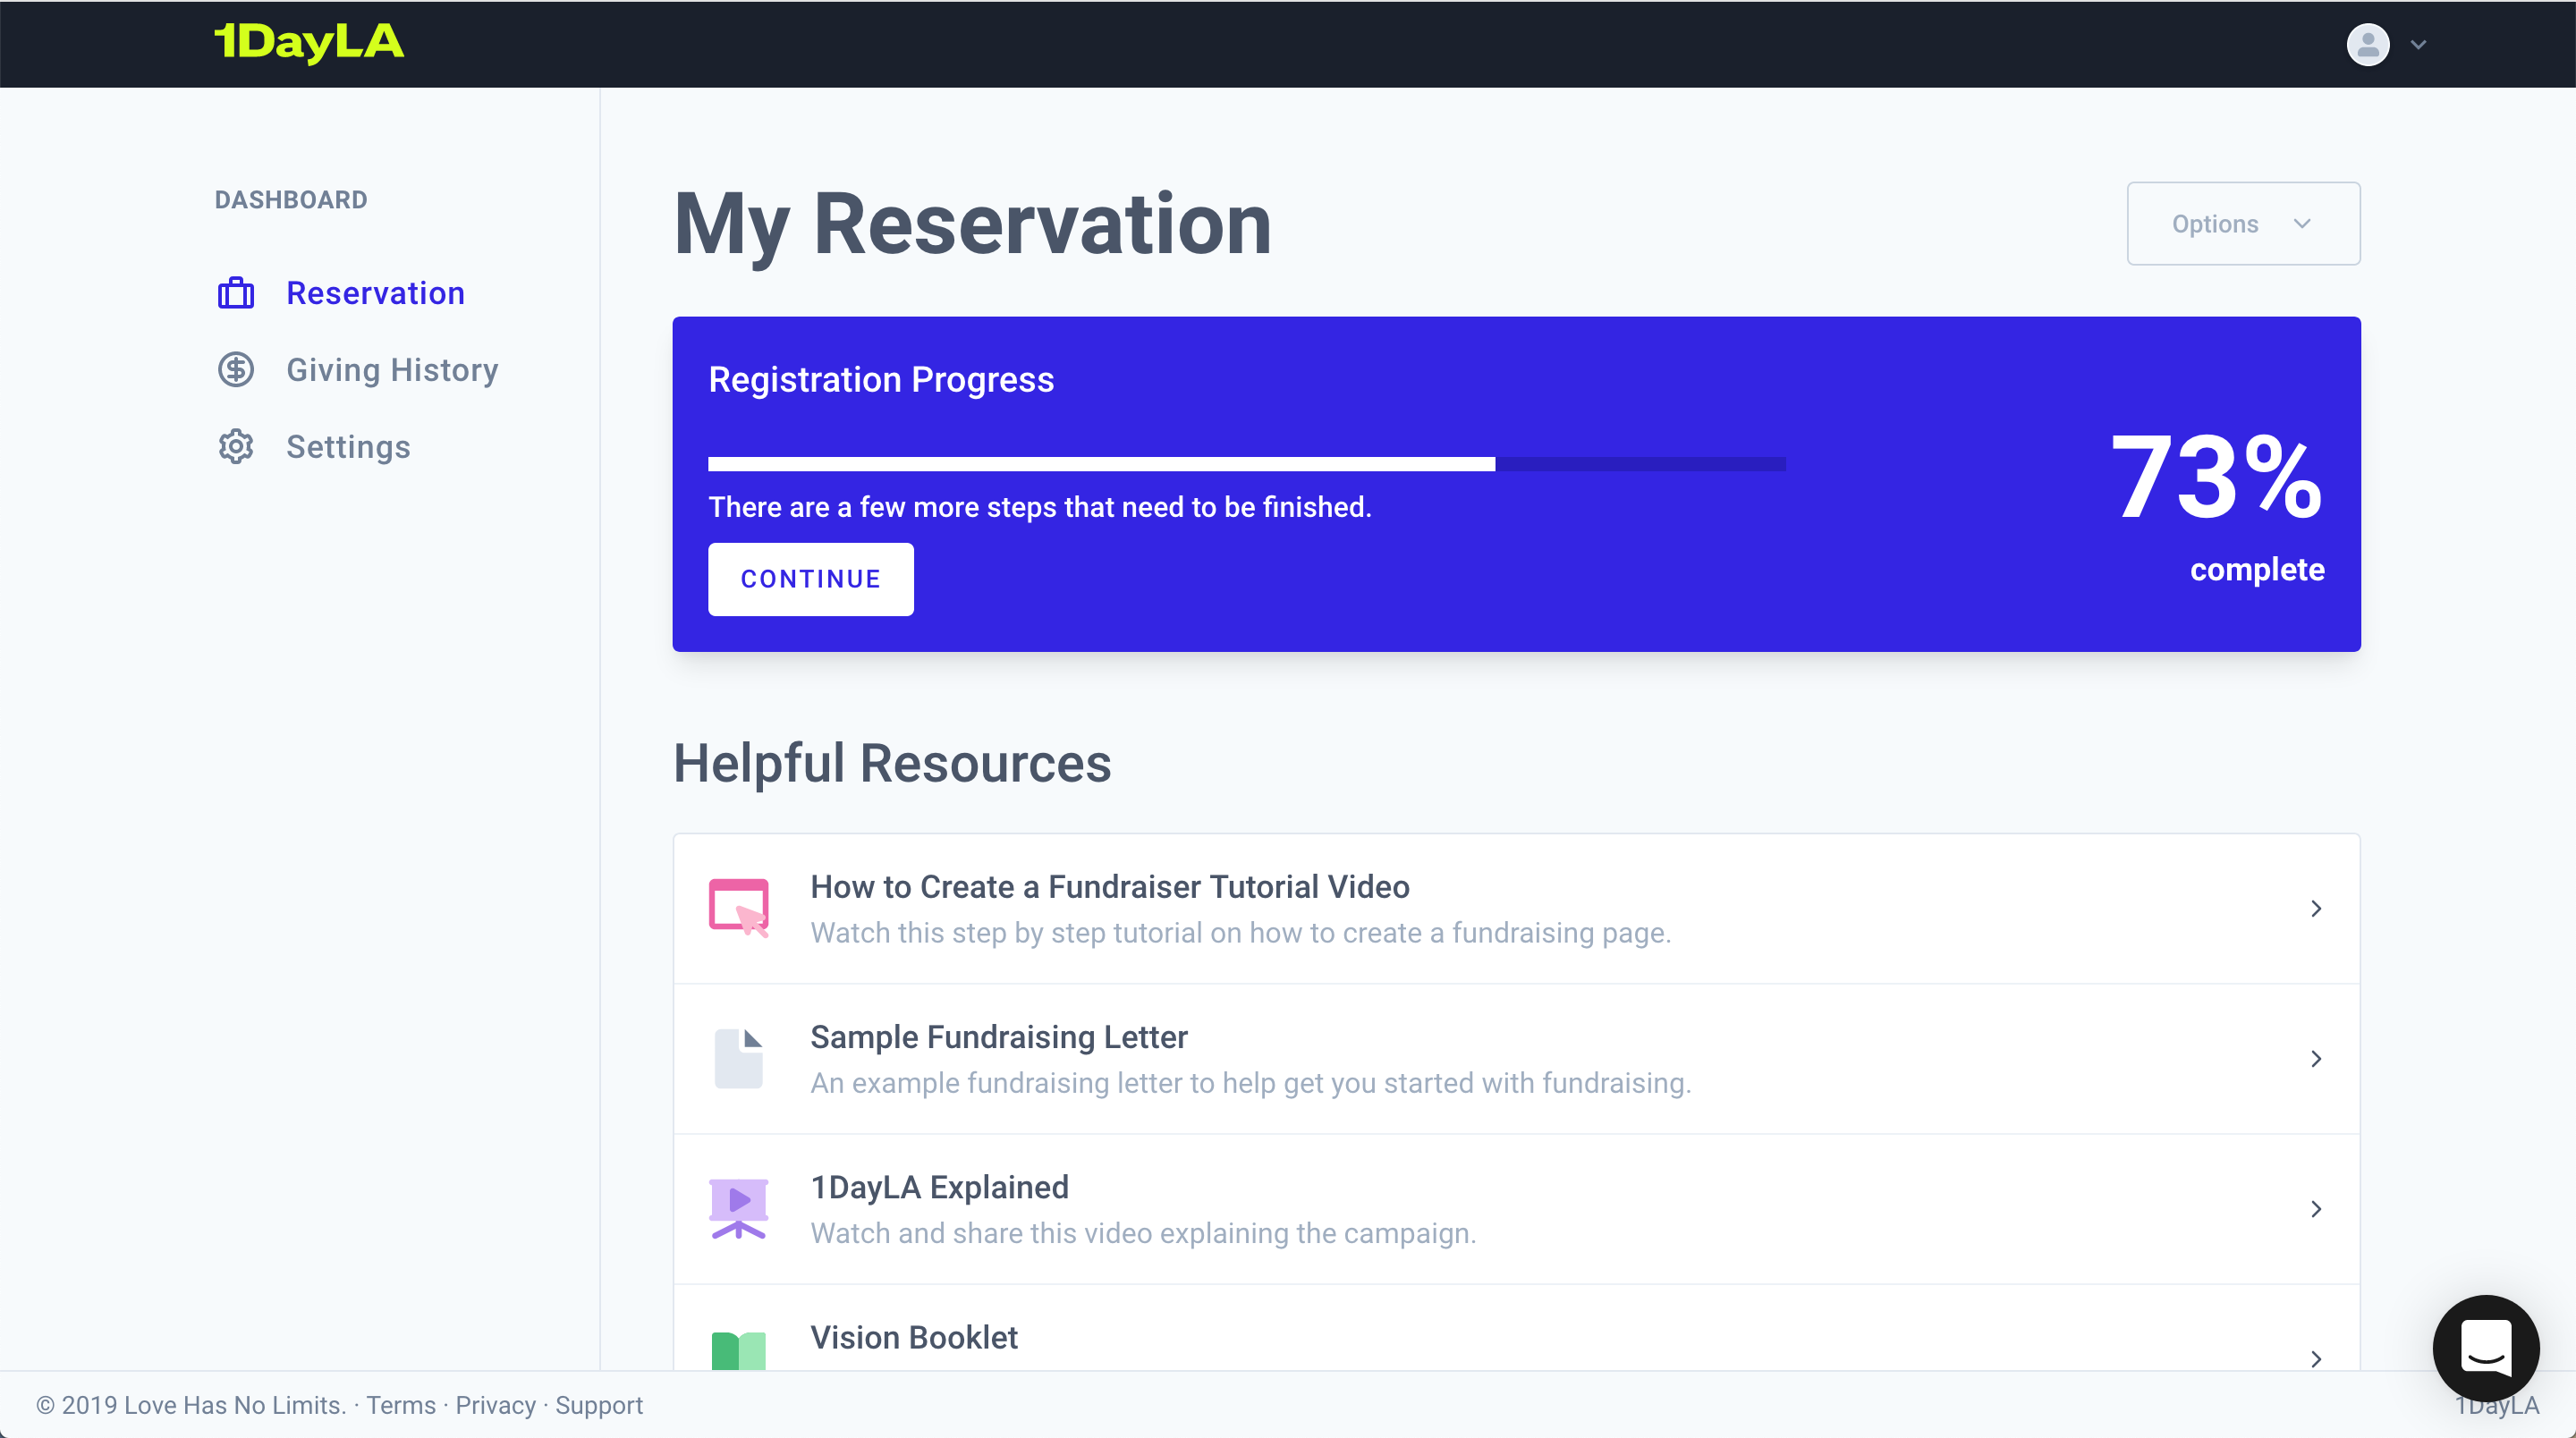 1DayLA
DASHBOARD
Reservation
Giving History
Settings
My Reservation
Options
Registration Progress
There are a few more steps that need to be finished.
CONTINUE
73%
complete
Helpful Resources
How to Create a Fundraiser Tutorial Video
Watch this step by step tutorial on how to create a fundraising page.
Sample Fundraising Letter
An example fundraising letter to help get you started with fundraising.
1DayLA Explained
Watch and share this video explaining the campaign.
Vision Booklet
© 2019 Love Has No Limits. · Terms · Privacy · Support
1DayLA